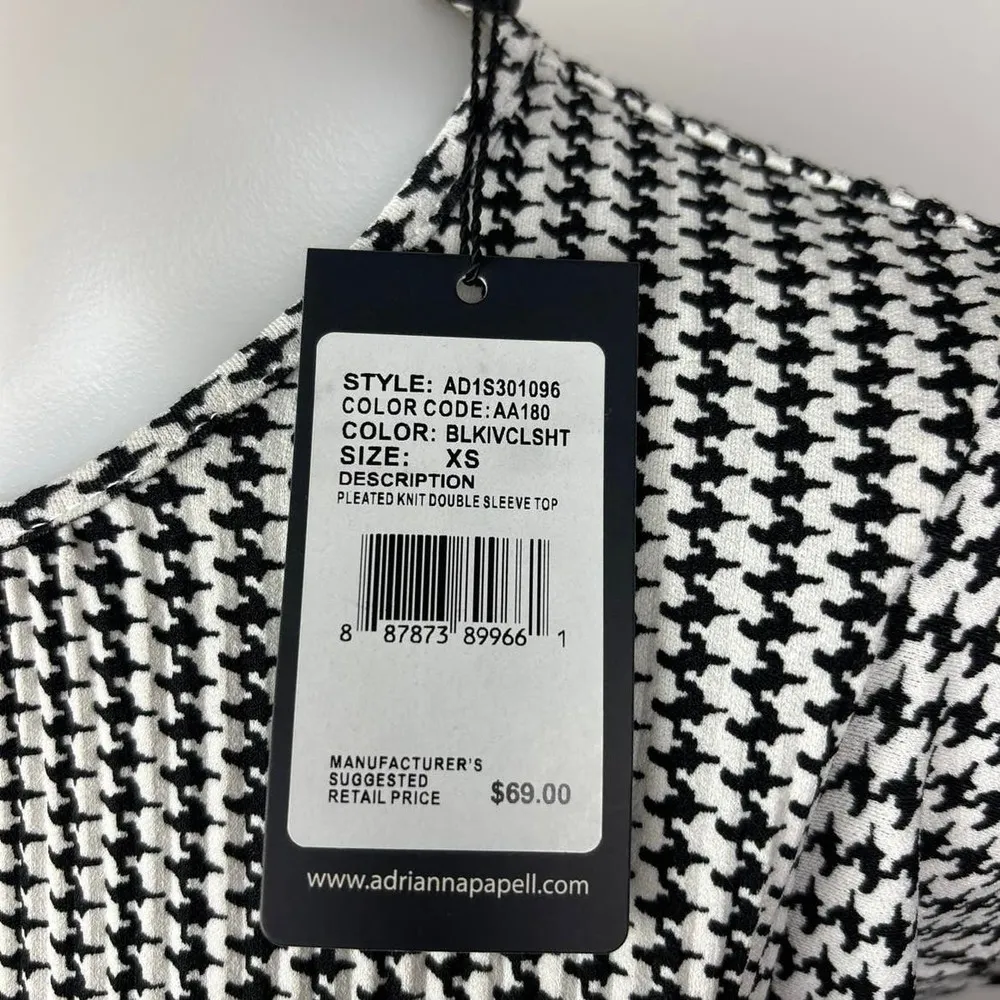 STYLE: AD1S301096
COLOR CODE: AA180
COLOR: BLKIVCLSHT
SIZE: XS
DESCRIPTION
PLEATED KNIT DOUBLE SLEEVE TOP
8 87873 89966 1
MANUFACTURER'S
SUGGESTED
RETAIL PRICE $69.00
www.adriannapapell.com